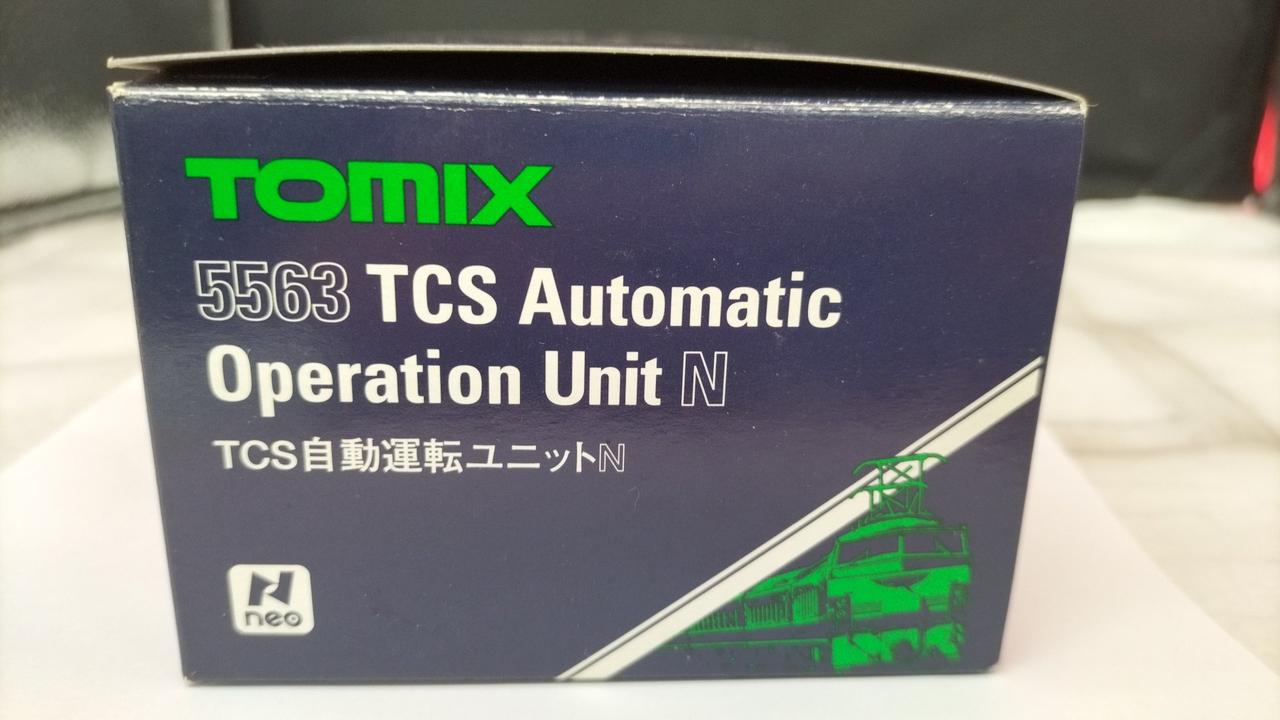 TOMIX
5563 TCS Automatic
Operation Unit N
TCS自動運転ユニットN
N
neo